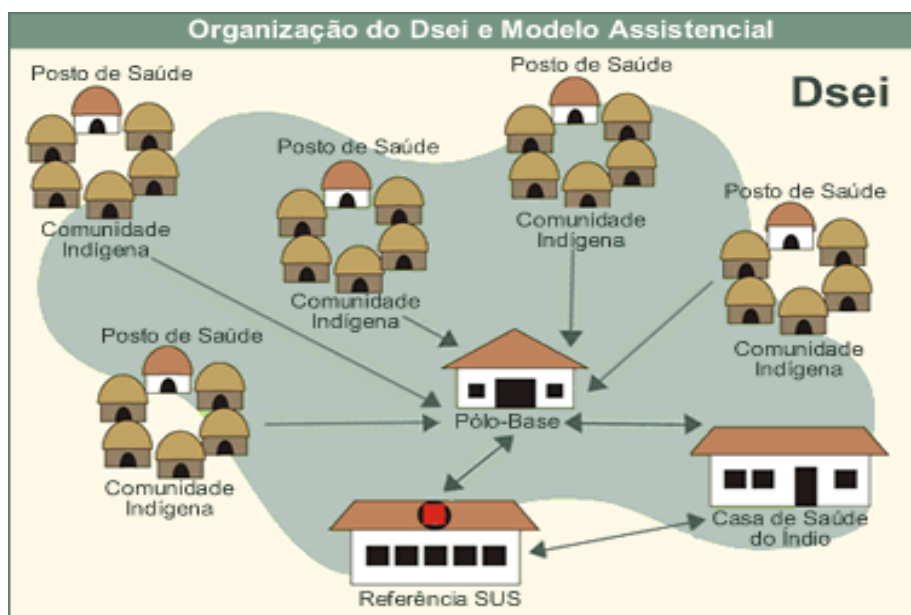 Organização do Dsei e Modelo Assistencial
Dsei
Posto de Saúde
Comunidade
Indígena
Posto de Saúde
Comunidade
Indígena
Posto de Saúde
Comunidade
Indígena
Posto de Saúde
Comunidade
Indígena
Posto de Saúde
Comunidade
Indígena
Pólo-Base
Casa de Saúde
do Índio
Referência SUS